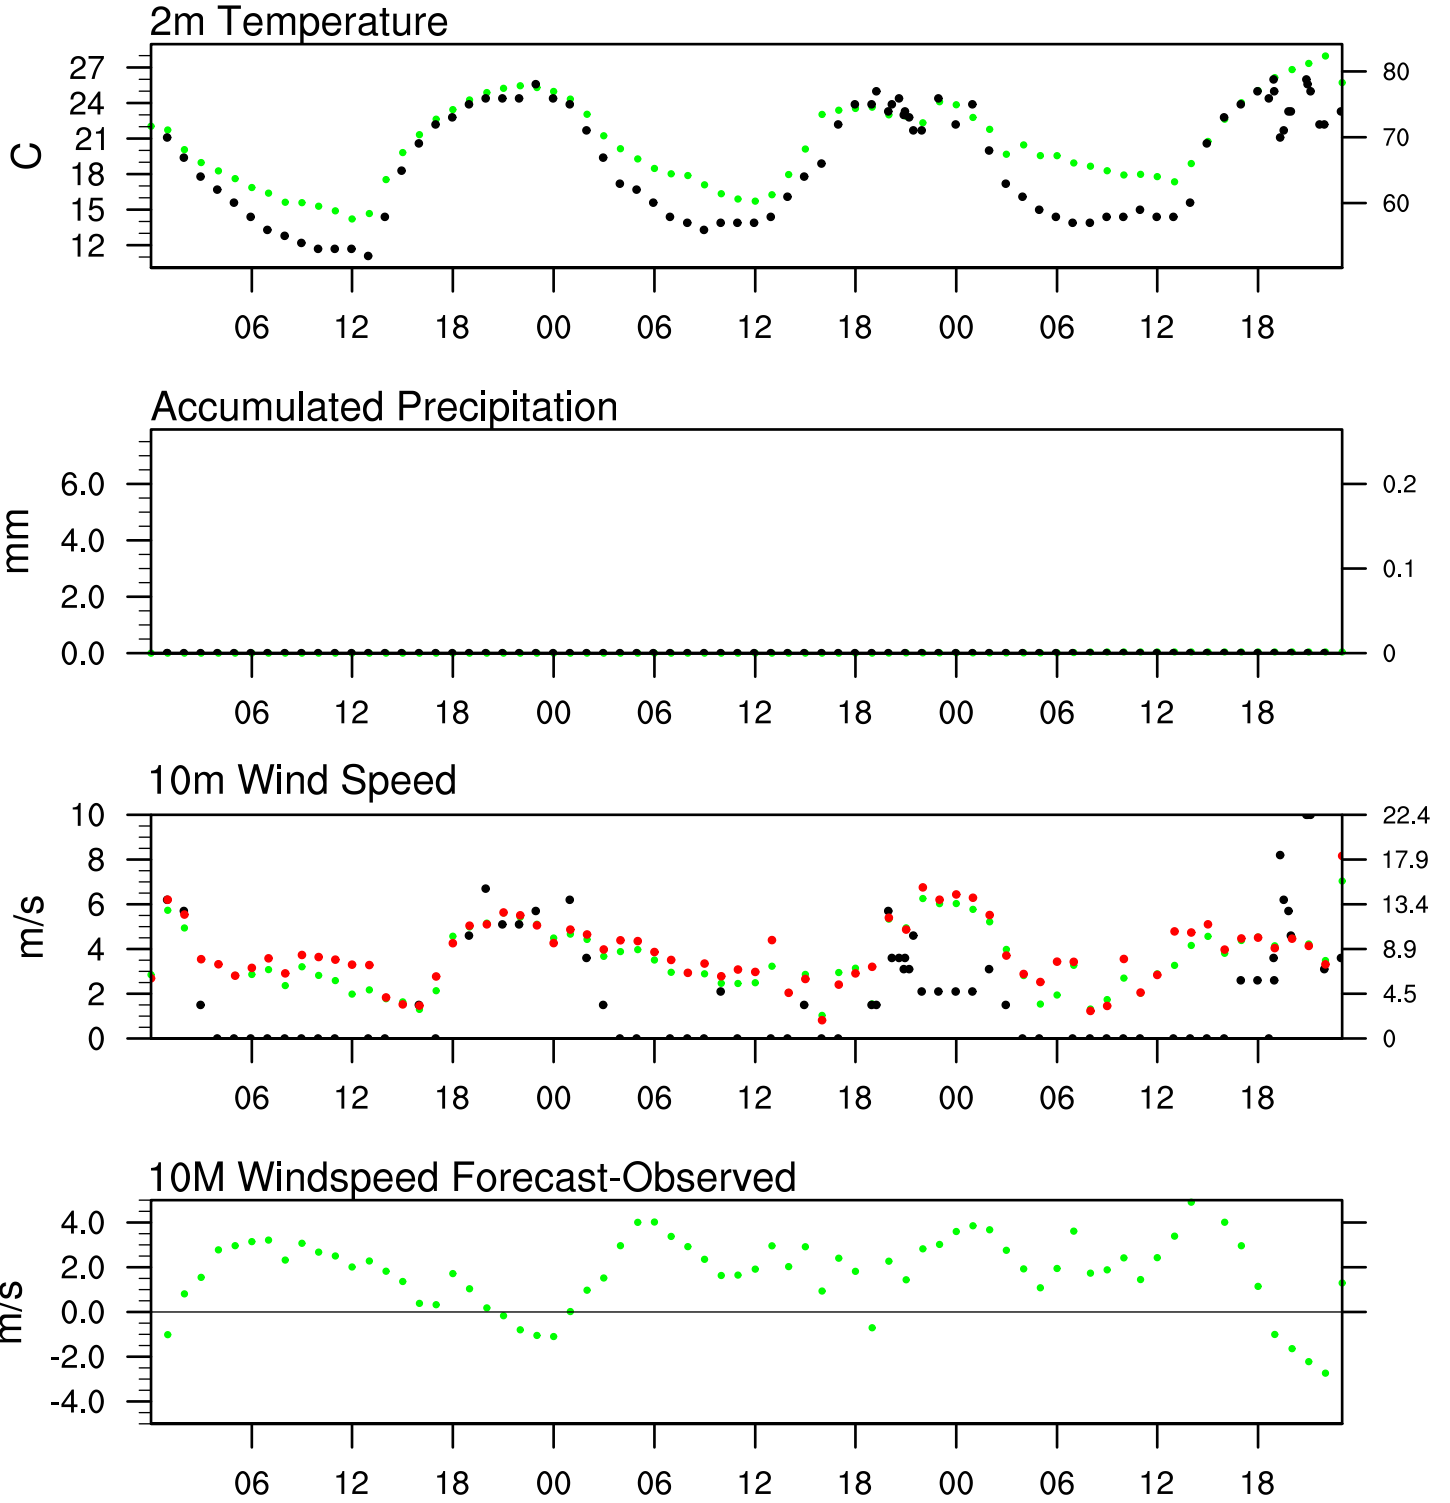 2m Temperature
27
24
21
18
15
12
C
80
70
60
06 12 18 00 06 12 18 00 06 12 18
Accumulated Precipitation
6.0
4.0
2.0
0.0
mm
0.2
0.1
0
06 12 18 00 06 12 18 00 06 12 18
10m Wind Speed
10
8
6
4
2
0
m/s
22.4
17.9
13.4
8.9
4.5
0
06 12 18 00 06 12 18 00 06 12 18
10M Windspeed Forecast-Observed
4.0
2.0
0.0
-2.0
-4.0
m/s
06 12 18 00 06 12 18 00 06 12 18